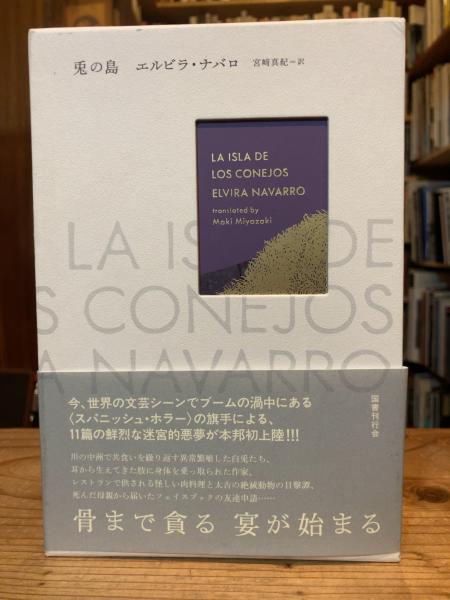 兎の島 エルビラ・ナバロ 宮﨑真紀=訳
LA ISLA DE
LOS CONEJOS
ELVIRA NAVARRO
translated by
Maki Miyazaki
LA ISLA DE
S CONEJOS
A NAVARRO
今、世界の文芸シーンでブームの渦中にある
〈スパニッシュ・ホラー〉の旗手による、
11篇の鮮烈な迷宮的悪夢が本邦初上陸!!!
川の中州で共食いを繰り返す異常繁殖した白兎たち、
耳から生えてきた肢に身体を乗っ取られた作家、
レストランで供される怪しい肉料理と太古の絶滅動物の目撃譚、
死んだ母親から届いたフェイスブックの友達申請……
骨まで貪る 宴が始まる
国書刊行会